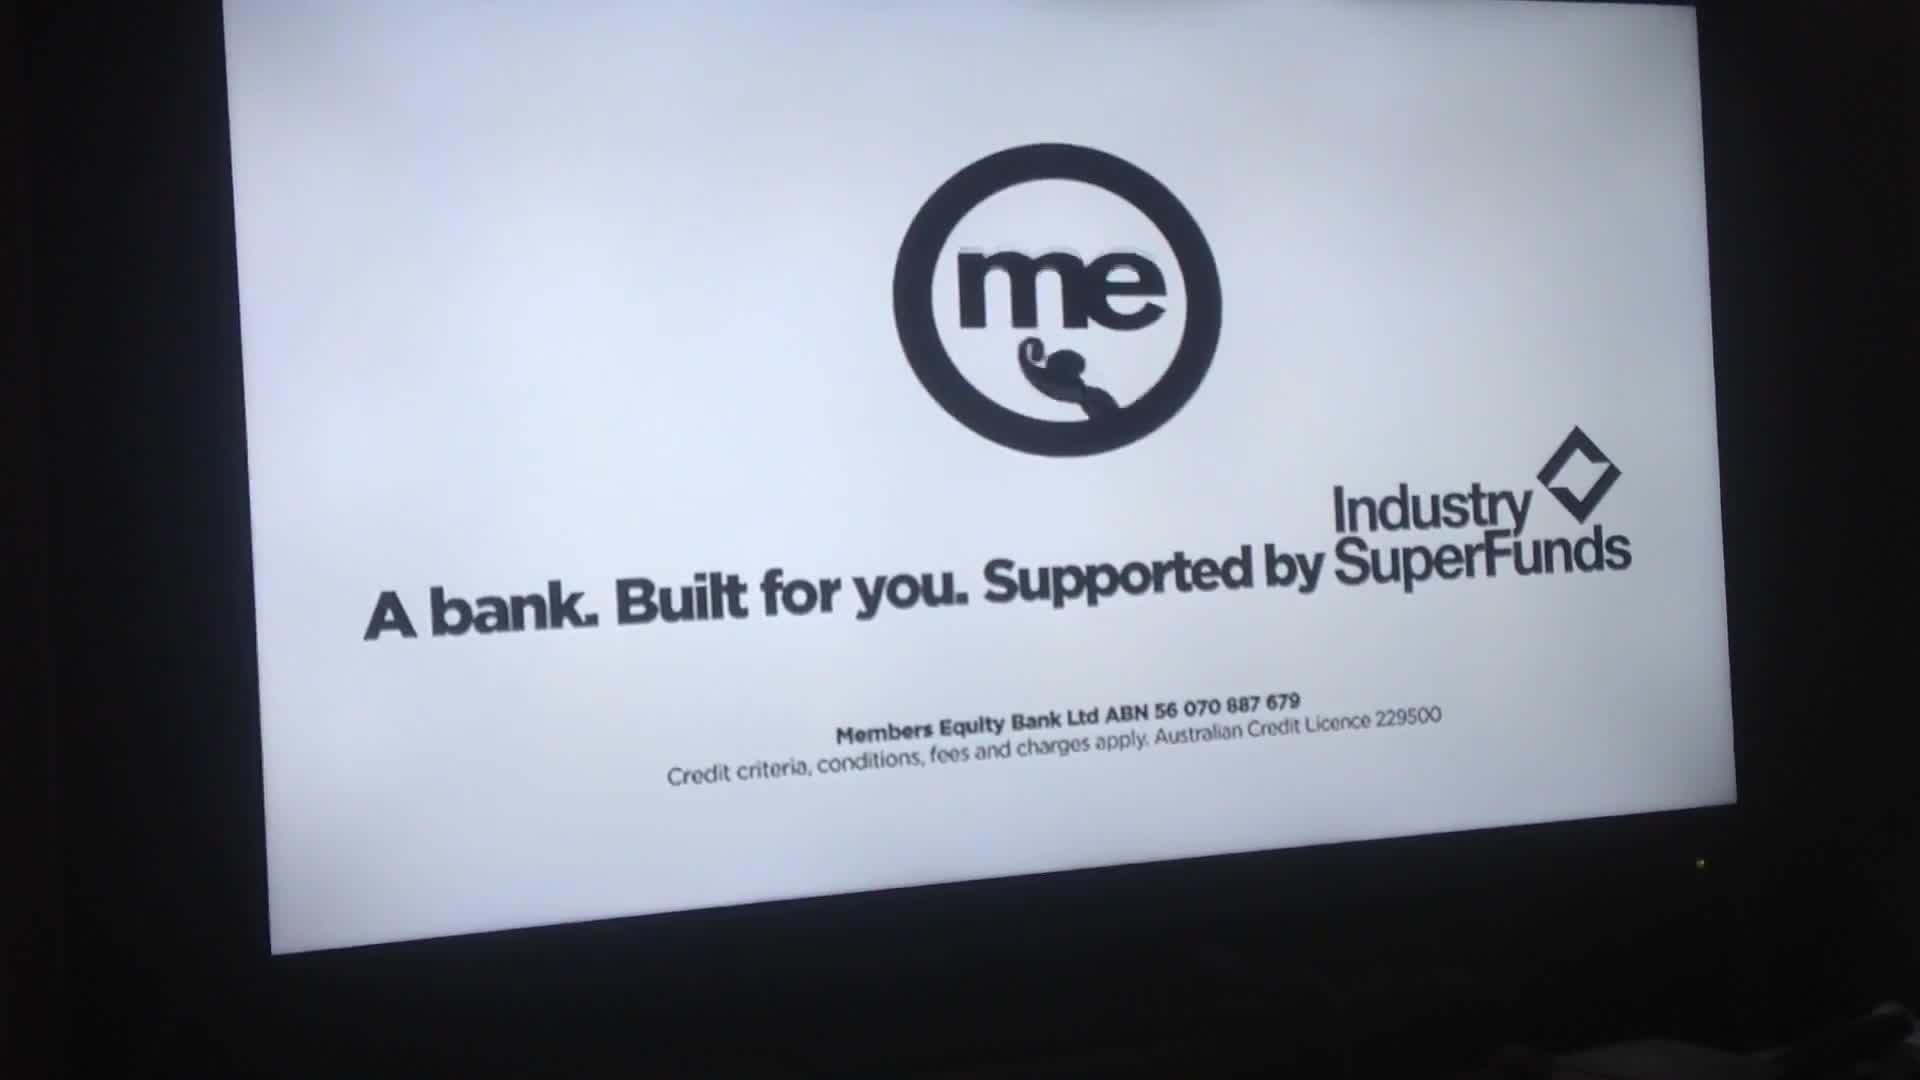 me
A bank. Built for you. Supported by Industry SuperFunds
Members Equity Bank Ltd ABN 56 070 887 679
Credit criteria, conditions, fees and charges apply. Australian Credit Licence 229500